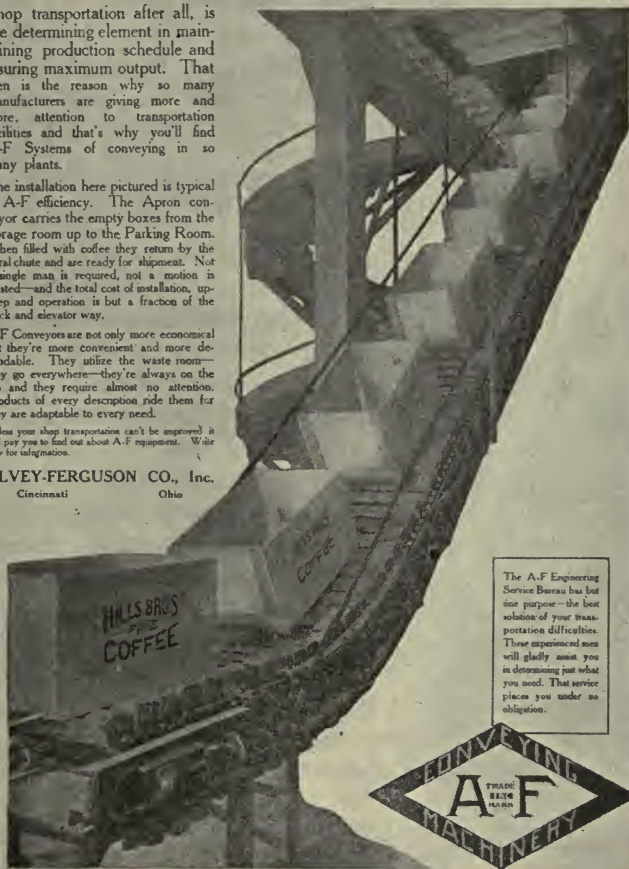 hop transportation after all, is
e determining element in main-
ining production schedule and
suring maximum output. That
en is the reason why so many
anufacturers are giving more and
ore, attention to transportation
cilities and that's why you'll find
-F Systems of conveying in so
any plants.
he installation here pictured is typical
A-F efficiency. The Apron con-
yor carries the empty boxes from the
orage room up to the Parking Room.
hen filled with coffee they return by the
iral chute and are ready for shipment. Not
single man is required, not a motion is
sted—and the total cost of installation, up-
ep and operation is but a fraction of the
ck and elevator way.
F Conveyors are not only more economical
t they're more convenient and more de-
ndable. They utilize the waste room—
ey go everywhere—they're always on the
and they require almost no attention.
oducts of every description ride them for
ey are adaptable to every need.
less your shop transportation can't be improved it
l pay you to find out about A-F equipment. Write
w for information.
LVEY-FERGUSON CO., Inc.
Cincinnati Ohio
HILLS BROS
COFFEE
COFFEE
The A-F Engineering
Service Bureau has but
one purpose—the best
solution of your trans-
portation difficulties.
These experienced men
will gladly assist you
in determining just what
you need. That service
places you under no
obligation.
CONVEYING
A-F
TRADE
MARK
MACHINERY